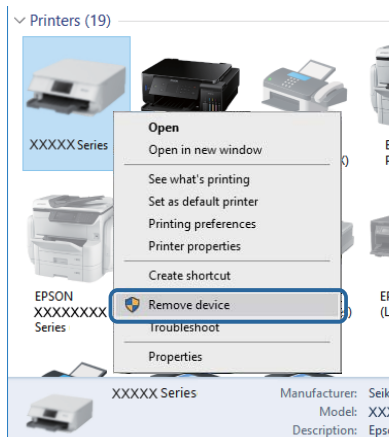 Printers (19)
XXXXX Series
Open
Open in new window
See what's printing
Set as default printer
Printing preferences
Printer properties
Create shortcut
Remove device
Troubleshoot
Properties
EPSON
XXXXXXXX
Series
XXXXX Series
Manufacturer:
Model:
Description: